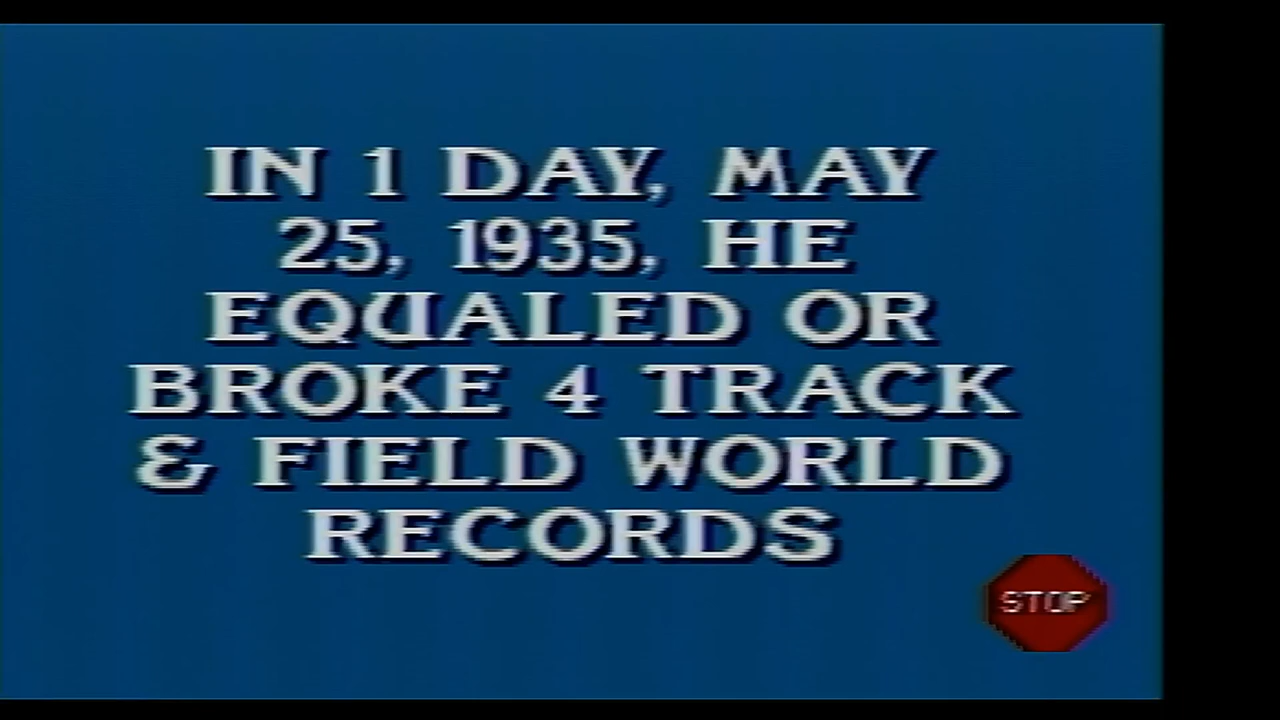 IN 1 DAY, MAY
25, 1935, HE
EQUALED OR
BROKE 4 TRACK
& FIELD WORLD
RECORDS
STOP